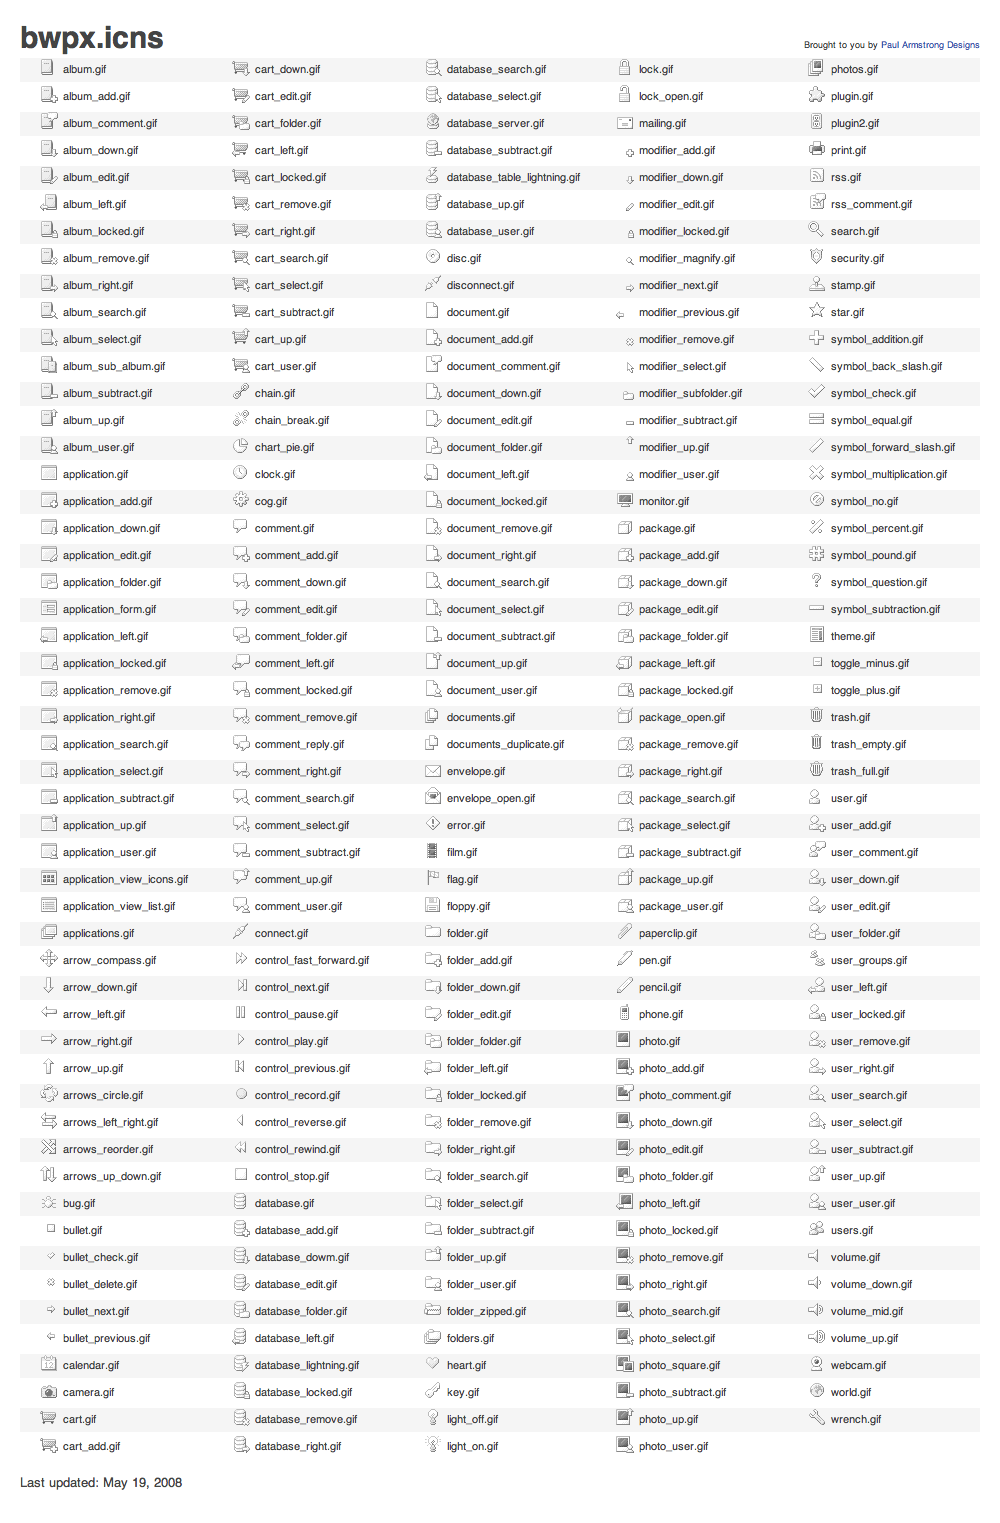 bwpx.icns
Brought to you by Paul Armstrong Designs
album.gif
album_add.gif
album_comment.gif
album_down.gif
album_edit.gif
album_left.gif
album_locked.gif
album_remove.gif
album_right.gif
album_search.gif
album_select.gif
album_sub_album.gif
album_subtract.gif
album_up.gif
album_user.gif
application.gif
application_add.gif
application_down.gif
application_edit.gif
application_folder.gif
application_form.gif
application_left.gif
application_locked.gif
application_remove.gif
application_right.gif
application_search.gif
application_select.gif
application_subtract.gif
application_up.gif
application_user.gif
application_view_icons.gif
application_view_list.gif
applications.gif
arrow_compass.gif
arrow_down.gif
arrow_left.gif
arrow_right.gif
arrow_up.gif
arrows_circle.gif
arrows_left_right.gif
arrows_reorder.gif
arrows_up_down.gif
bug.gif
bullet.gif
bullet_check.gif
bullet_delete.gif
bullet_next.gif
bullet_previous.gif
calendar.gif
camera.gif
cart.gif
cart_add.gif
cart_down.gif
cart_edit.gif
cart_folder.gif
cart_left.gif
cart_locked.gif
cart_remove.gif
cart_right.gif
cart_search.gif
cart_select.gif
cart_subtract.gif
cart_up.gif
cart_user.gif
chain.gif
chain_break.gif
chart_pie.gif
clock.gif
cog.gif
comment.gif
comment_add.gif
comment_down.gif
comment_edit.gif
comment_folder.gif
comment_left.gif
comment_locked.gif
comment_remove.gif
comment_reply.gif
comment_right.gif
comment_search.gif
comment_select.gif
comment_subtract.gif
comment_up.gif
comment_user.gif
connect.gif
control_fast_forward.gif
control_next.gif
control_pause.gif
control_play.gif
control_previous.gif
control_record.gif
control_reverse.gif
control_rewind.gif
control_stop.gif
database.gif
database_add.gif
database_down.gif
database_edit.gif
database_folder.gif
database_left.gif
database_lightning.gif
database_locked.gif
database_remove.gif
database_right.gif
database_search.gif
database_select.gif
database_server.gif
database_subtract.gif
database_table_lightning.gif
database_up.gif
database_user.gif
disc.gif
disconnect.gif
document.gif
document_add.gif
document_comment.gif
document_down.gif
document_edit.gif
document_folder.gif
document_left.gif
document_locked.gif
document_remove.gif
document_right.gif
document_search.gif
document_select.gif
document_subtract.gif
document_up.gif
document_user.gif
documents.gif
documents_duplicate.gif
envelope.gif
envelope_open.gif
error.gif
film.gif
flag.gif
floppy.gif
folder.gif
folder_add.gif
folder_down.gif
folder_edit.gif
folder_folder.gif
folder_left.gif
folder_locked.gif
folder_remove.gif
folder_right.gif
folder_search.gif
folder_select.gif
folder_subtract.gif
folder_up.gif
folder_user.gif
folder_zipped.gif
folders.gif
heart.gif
key.gif
light_off.gif
light_on.gif
lock.gif
lock_open.gif
mailing.gif
modifier_add.gif
modifier_down.gif
modifier_edit.gif
modifier_locked.gif
modifier_magnify.gif
modifier_next.gif
modifier_previous.gif
modifier_remove.gif
modifier_select.gif
modifier_subfolder.gif
modifier_subtract.gif
modifier_up.gif
modifier_user.gif
monitor.gif
package.gif
package_add.gif
package_down.gif
package_edit.gif
package_folder.gif
package_left.gif
package_locked.gif
package_open.gif
package_remove.gif
package_right.gif
package_search.gif
package_select.gif
package_subtract.gif
package_up.gif
package_user.gif
paperclip.gif
pen.gif
pencil.gif
phone.gif
photo.gif
photo_add.gif
photo_comment.gif
photo_down.gif
photo_edit.gif
photo_folder.gif
photo_left.gif
photo_locked.gif
photo_remove.gif
photo_right.gif
photo_search.gif
photo_select.gif
photo_square.gif
photo_subtract.gif
photo_up.gif
photo_user.gif
photos.gif
plugin.gif
plugin2.gif
print.gif
rss.gif
rss_comment.gif
search.gif
security.gif
stamp.gif
star.gif
symbol_addition.gif
symbol_back_slash.gif
symbol_check.gif
symbol_equal.gif
symbol_forward_slash.gif
symbol_multiplication.gif
symbol_no.gif
symbol_percent.gif
symbol_pound.gif
symbol_question.gif
symbol_subtraction.gif
theme.gif
toggle_minus.gif
toggle_plus.gif
trash.gif
trash_empty.gif
trash_full.gif
user.gif
user_add.gif
user_comment.gif
user_down.gif
user_edit.gif
user_folder.gif
user_groups.gif
user_left.gif
user_locked.gif
user_remove.gif
user_right.gif
user_search.gif
user_select.gif
user_subtract.gif
user_up.gif
user_user.gif
users.gif
volume.gif
volume_down.gif
volume_mid.gif
volume_up.gif
webcam.gif
world.gif
wrench.gif
Last updated: May 19, 2008